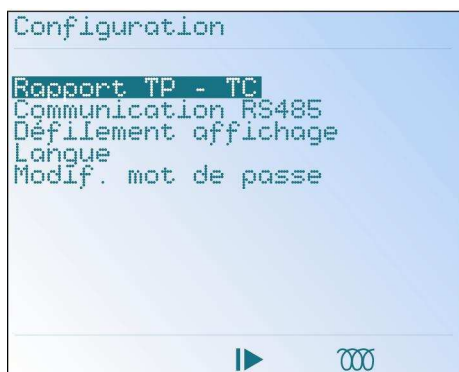 Configuration
Rapport TP - TC
Communication RS485
Défilement affichage
Langue
Modif. mot de passe